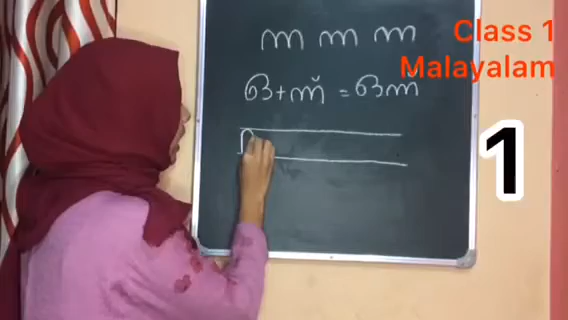 ന്ന ന്ന ന്ന
ഒ+ന്ന് = ഒന്ന്
Class 1
Malayalam
1